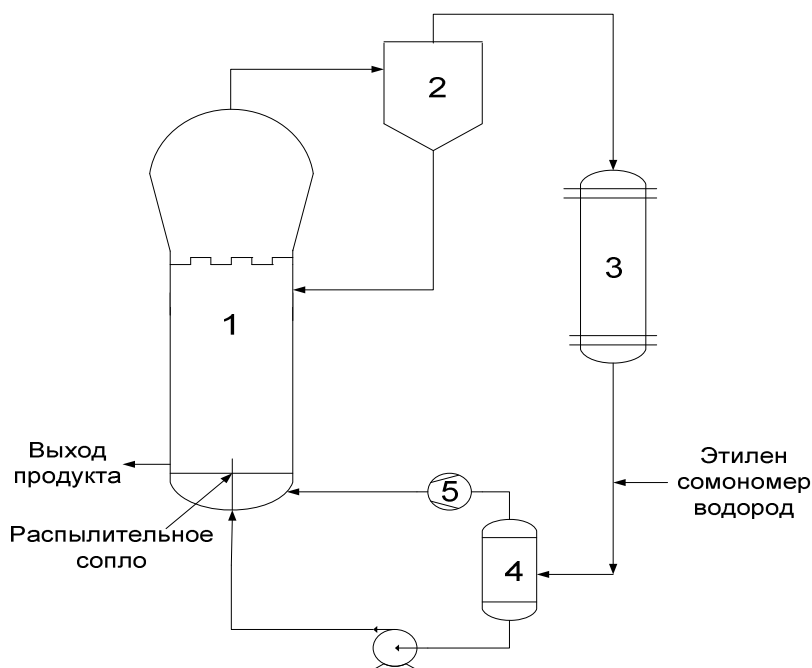 2
3
1
Выход
продукта
Этилен
сомономер
водород
5
Распылительное
сопло
4